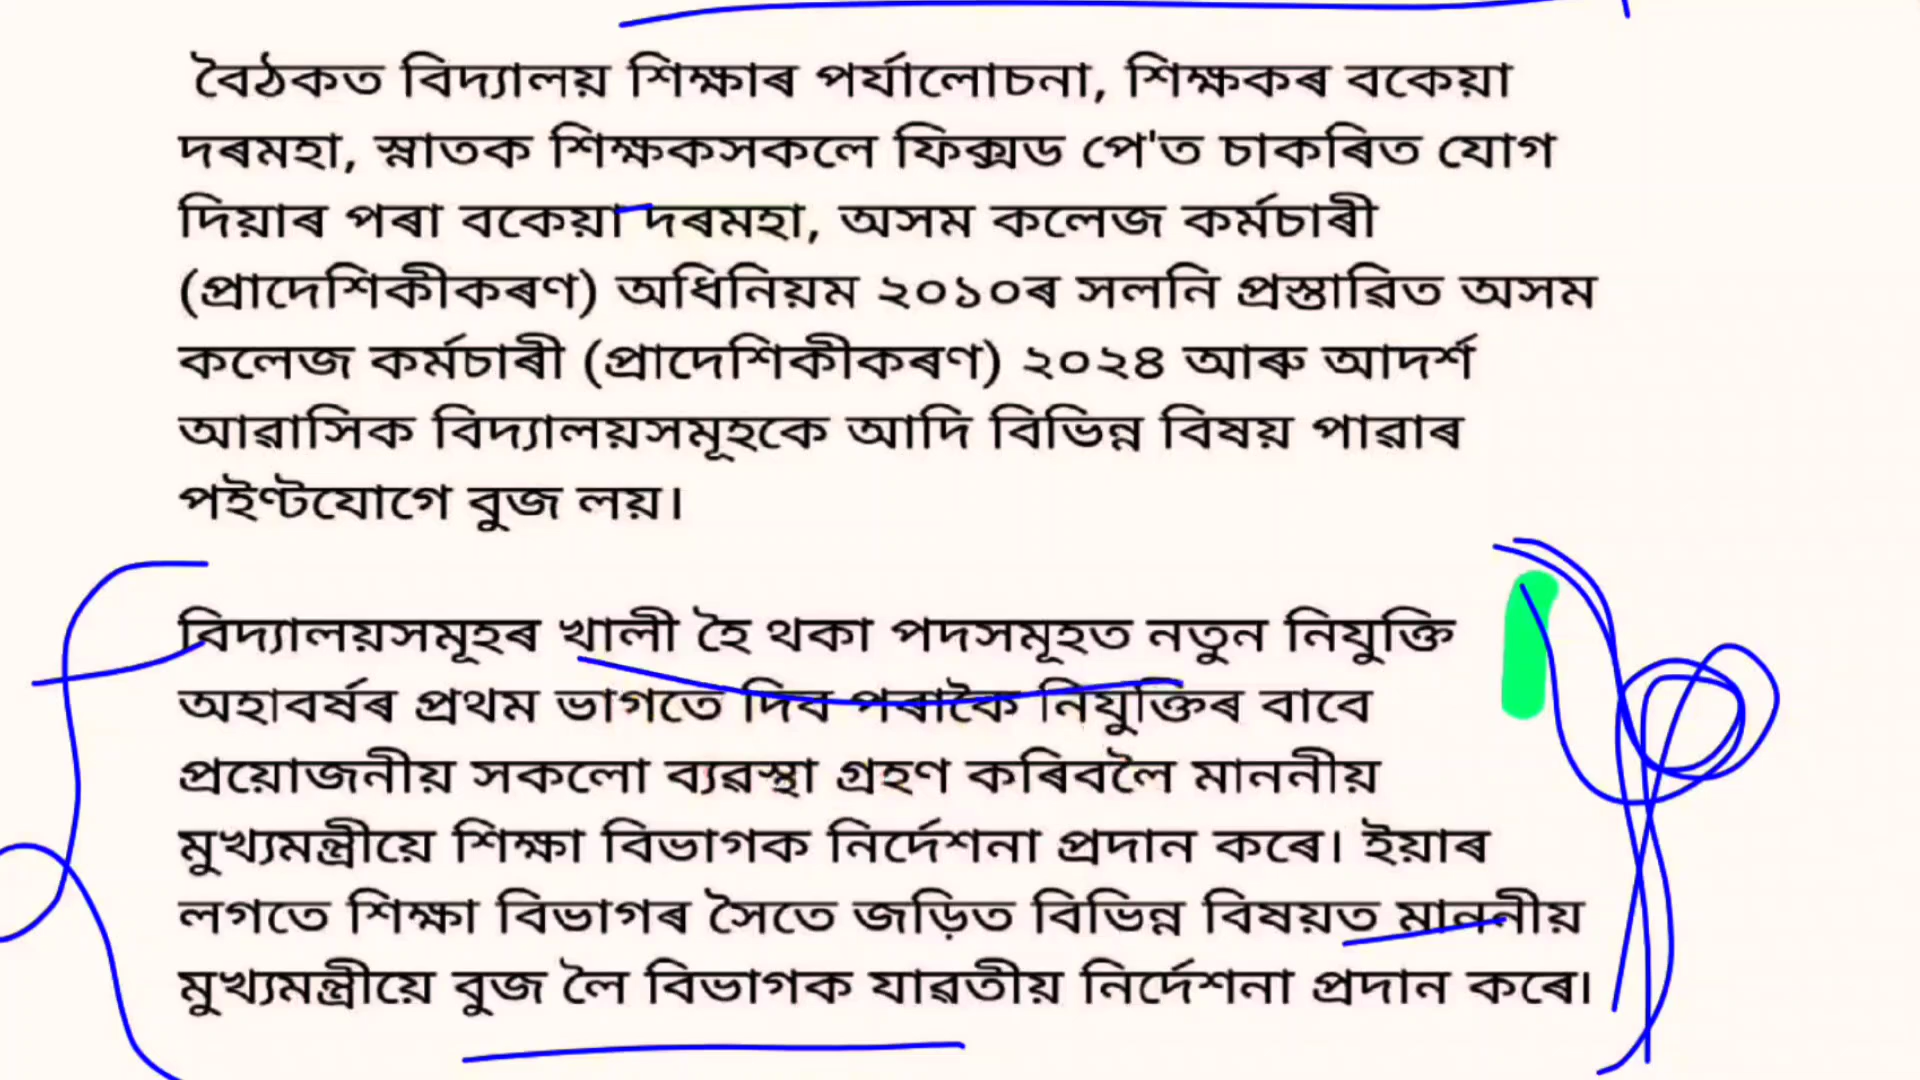 বৈঠকত বিদ্যালয় শিক্ষাৰ পৰ্যালোচনা, শিক্ষকৰ বকেয়া
দৰমহা, স্নাতক শিক্ষকসকলে ফিক্সড পে'ত চাকৰিত যোগ
দিয়াৰ পৰা বকেয়া দৰমহা, অসম কলেজ কৰ্মচাৰী
(প্ৰাদেশিকীকৰণ) অধিনিয়ম ২০১০ৰ সলনি প্ৰস্তাৱিত অসম
কলেজ কৰ্মচাৰী (প্ৰাদেশিকীকৰণ) ২০২৪ আৰু আদৰ্শ
আৱাসিক বিদ্যালয়সমূহকে আদি বিভিন্ন বিষয় পাৱাৰ
পইণ্টযোগে বুজ লয়।
বিদ্যালয়সমূহৰ খালী হৈ থকা পদসমূহত নতুন নিযুক্তি
অহাবৰ্ষৰ প্ৰথম ভাগতে দিব পৰাকৈ নিযুক্তিৰ বাবে
প্ৰয়োজনীয় সকলো ব্যৱস্থা গ্ৰহণ কৰিবলৈ মাননীয়
মুখ্যমন্ত্ৰীয়ে শিক্ষা বিভাগক নিৰ্দেশনা প্ৰদান কৰে। ইয়াৰ
লগতে শিক্ষা বিভাগৰ সৈতে জড়িত বিভিন্ন বিষয়ত মাননীয়
মুখ্যমন্ত্ৰীয়ে বুজ লৈ বিভাগক যাৱতীয় নিৰ্দেশনা প্ৰদান কৰে।